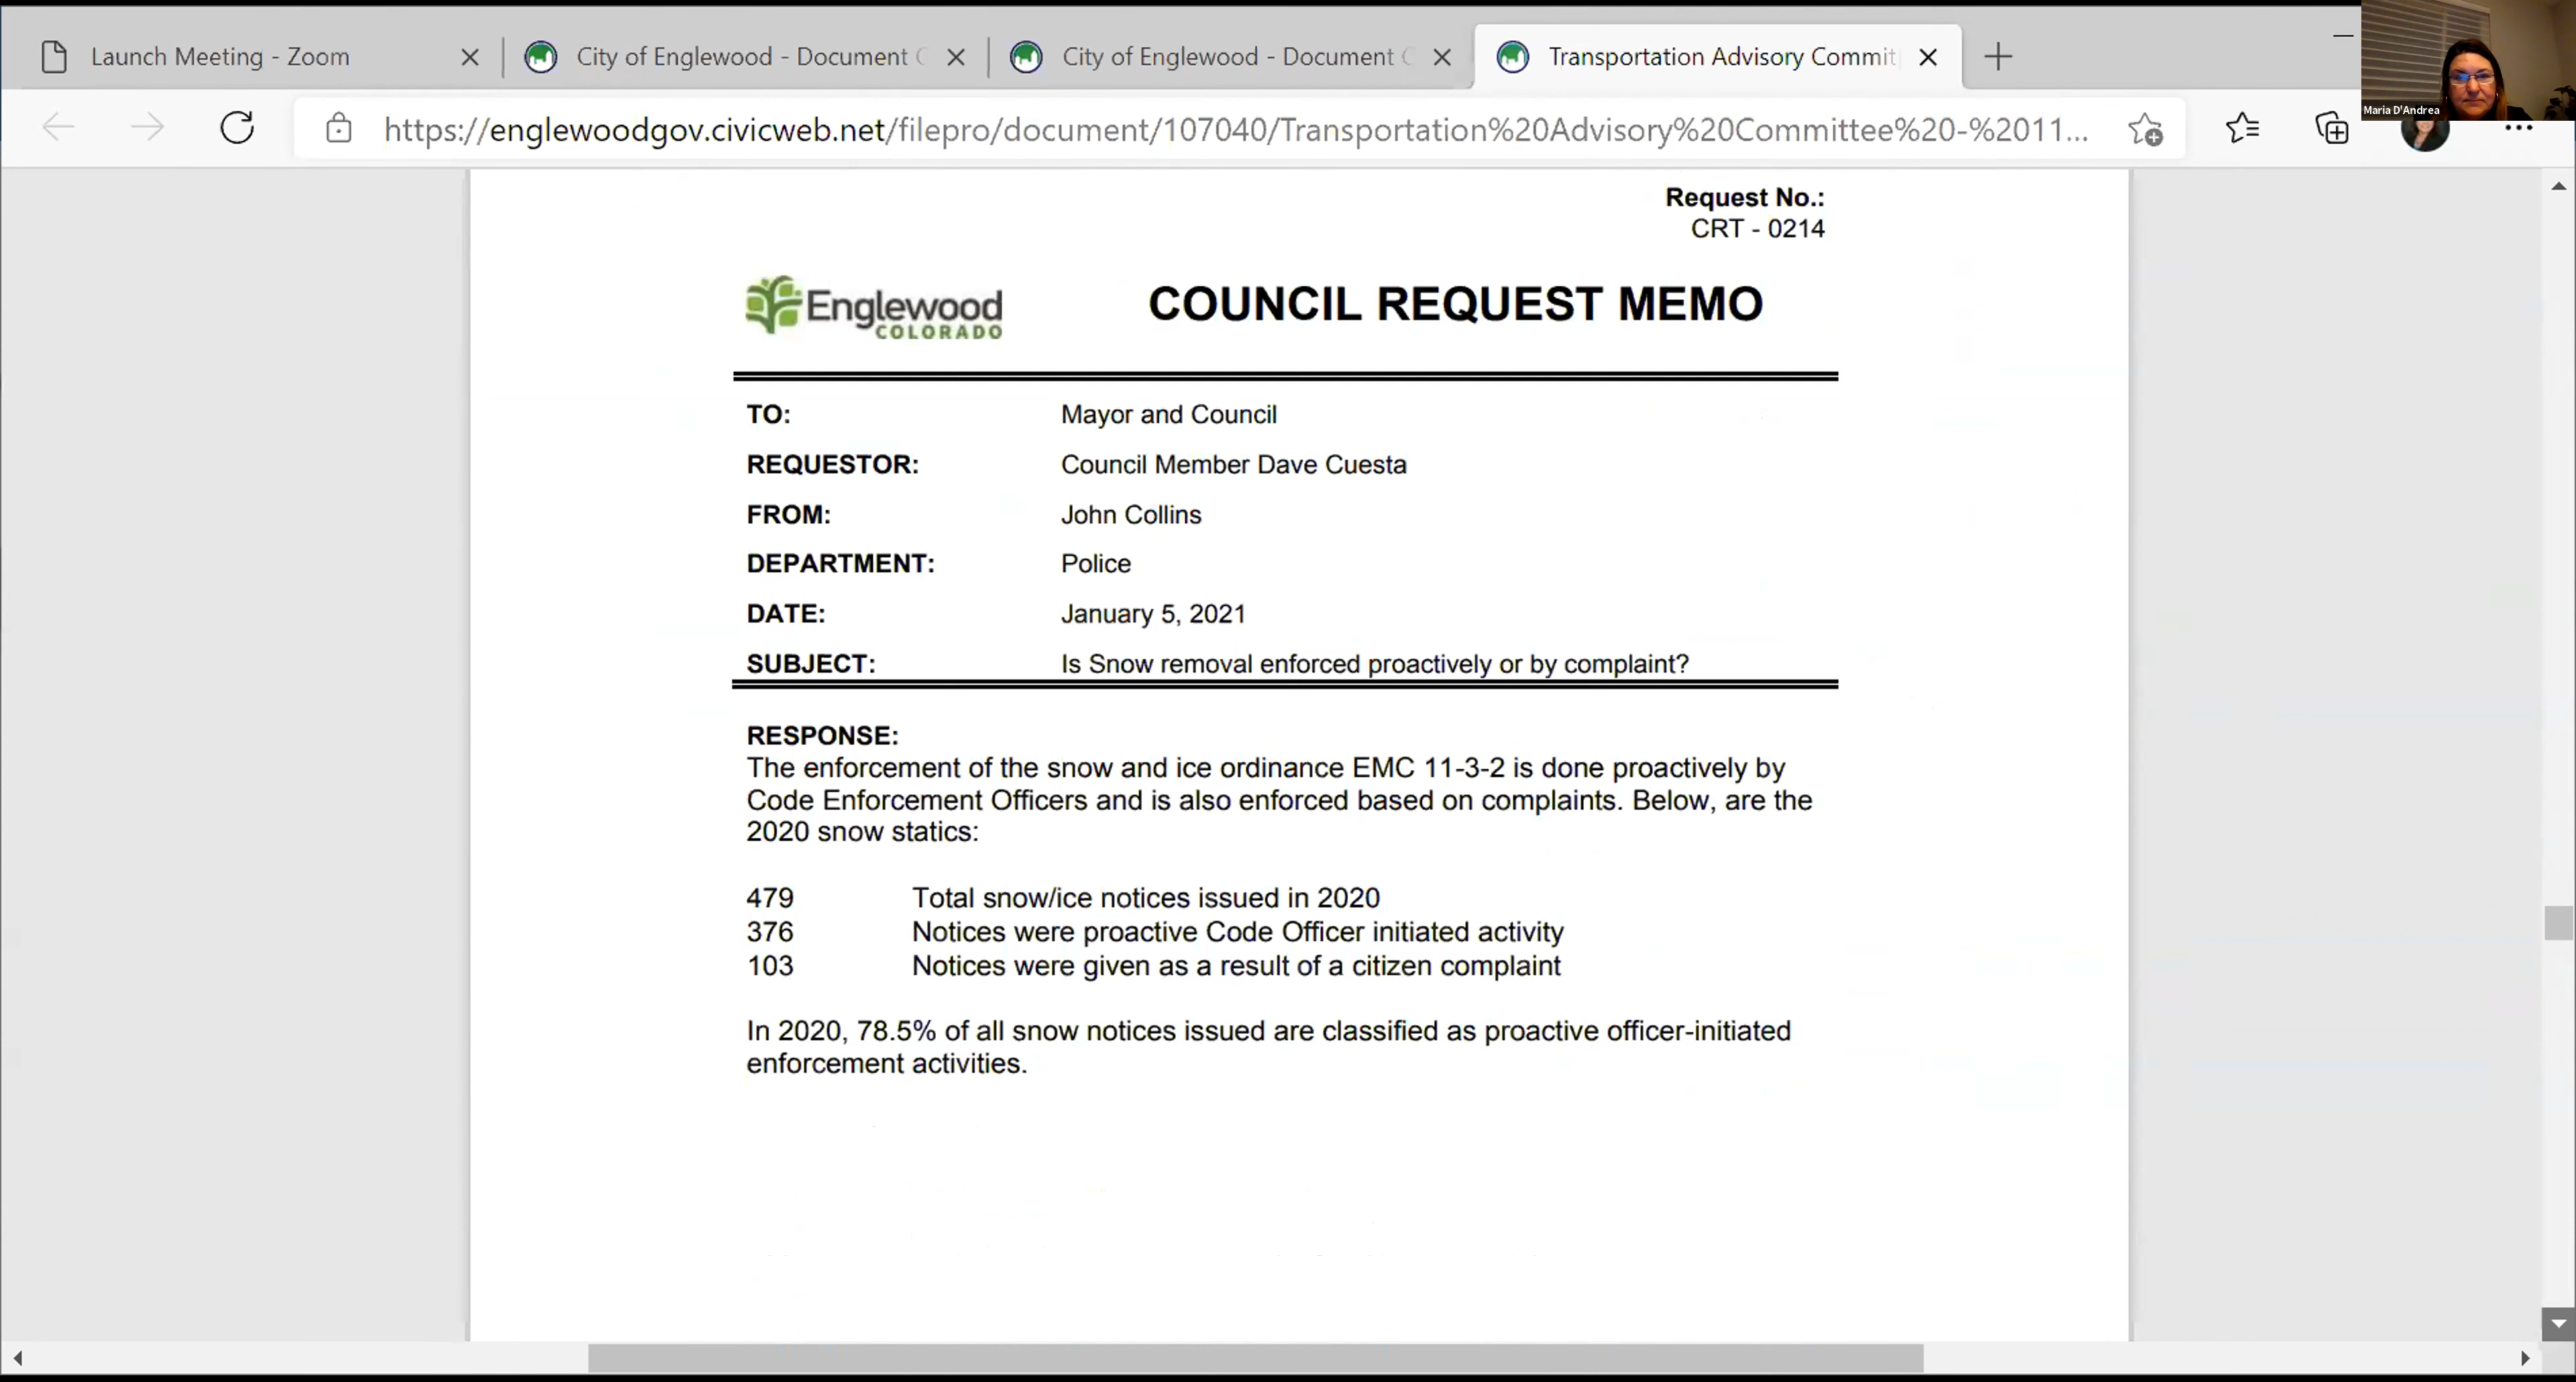 Launch Meeting - Zoom
City of Englewood - Document
City of Englewood - Document
Transportation Advisory Commit
https://englewoodgov.civicweb.net/filepro/document/107040/Transportation%20Advisory%20Committee%20-%2011...
Maria D'Andrea
Request No.:
CRT - 0214
Englewood
COLORADO
COUNCIL REQUEST MEMO
TO: Mayor and Council
REQUESTOR: Council Member Dave Cuesta
FROM: John Collins
DEPARTMENT: Police
DATE: January 5, 2021
SUBJECT: Is Snow removal enforced proactively or by complaint?
RESPONSE:
The enforcement of the snow and ice ordinance EMC 11-3-2 is done proactively by
Code Enforcement Officers and is also enforced based on complaints. Below, are the
2020 snow statics:
479 Total snow/ice notices issued in 2020
376 Notices were proactive Code Officer initiated activity
103 Notices were given as a result of a citizen complaint
In 2020, 78.5% of all snow notices issued are classified as proactive officer-initiated
enforcement activities.